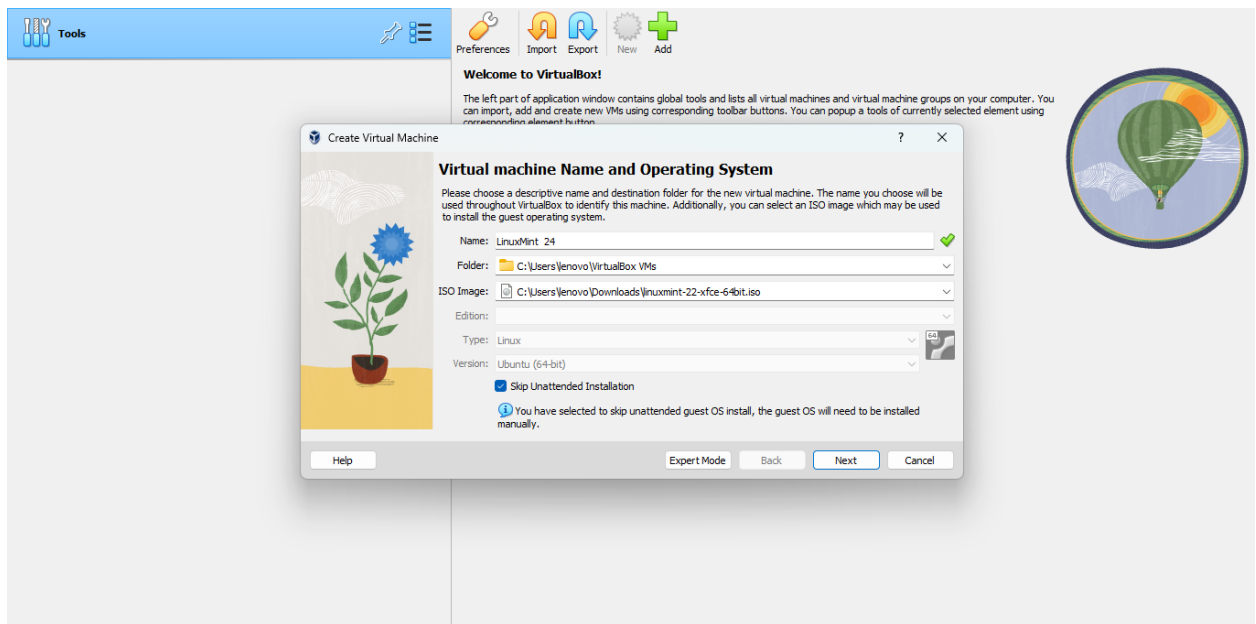 Tools
Preferences Import Export New Add
Welcome to VirtualBox!
The left part of application window contains global tools and lists all virtual machines and virtual machine groups on your computer. You
can import, add and create new VMs using corresponding toolbar buttons. You can popup a tools of currently selected element using
corresponding element button.
Create Virtual Machine ?
Virtual machine Name and Operating System
Please choose a descriptive name and destination folder for the new virtual machine. The name you choose will be
used throughout VirtualBox to identify this machine. Additionally, you can select an ISO image which may be used
to install the guest operating system.
Name: LinuxMint 24
Folder: C:\Users\lenovo\VirtualBox VMs
ISO Image: C:\Users\lenovo\Downloads\linuxmint-22-xfce-64bit.iso
Edition:
Type: Linux
64
Version: Ubuntu (64-bit)
Skip Unattended Installation
You have selected to skip unattended guest OS install, the guest OS will need to be installed
manually.
Help Expert Mode Back Next Cancel